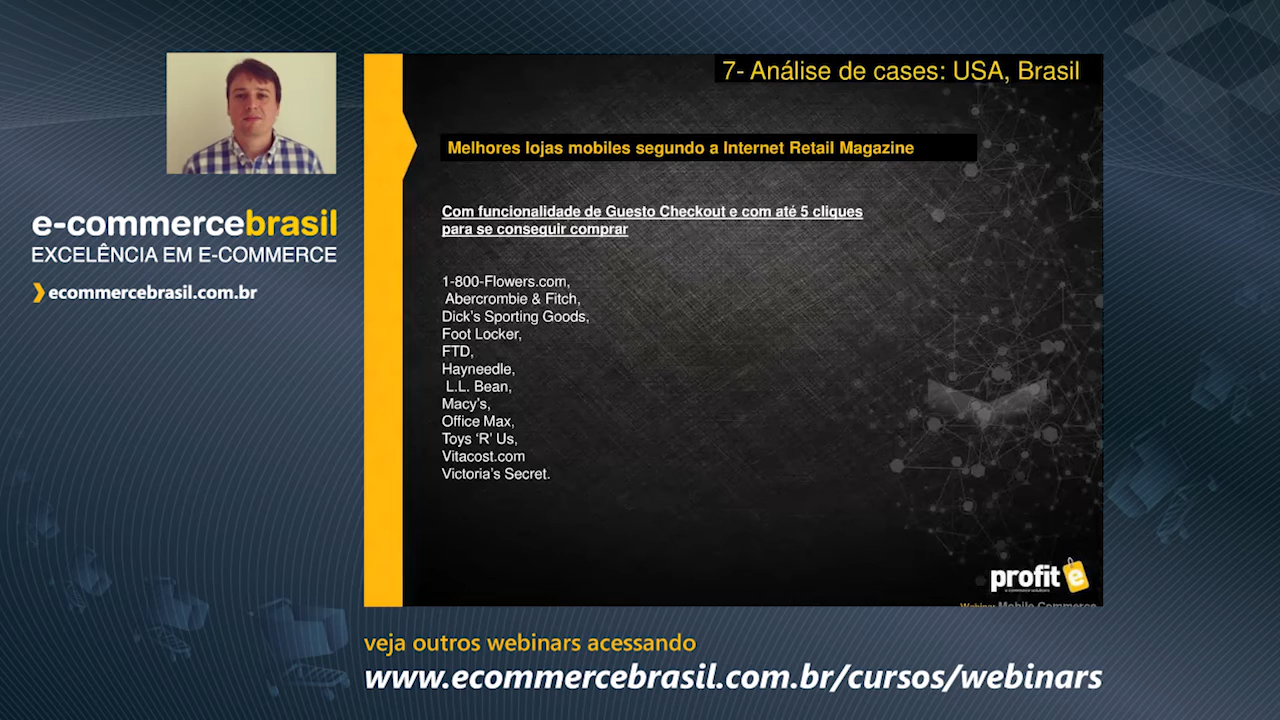 7- Análise de cases: USA, Brasil
Melhores lojas mobiles segundo a Internet Retail Magazine
Com funcionalidade de Guesto Checkout e com até 5 cliques
para se conseguir comprar
1-800-Flowers.com,
Abercrombie & Fitch,
Dick's Sporting Goods,
Foot Locker,
FTD,
Hayneedle,
L.L. Bean,
Macy's,
Office Max,
Toys ‘R’ Us,
Vitacost.com
Victoria's Secret.
profit e
Webinar Mobile Commerce
e-commercebrasil
EXCELÊNCIA EM E-COMMERCE
ecommercebrasil.com.br
veja outros webinars acessando
www.ecommercebrasil.com.br/cursos/webinars